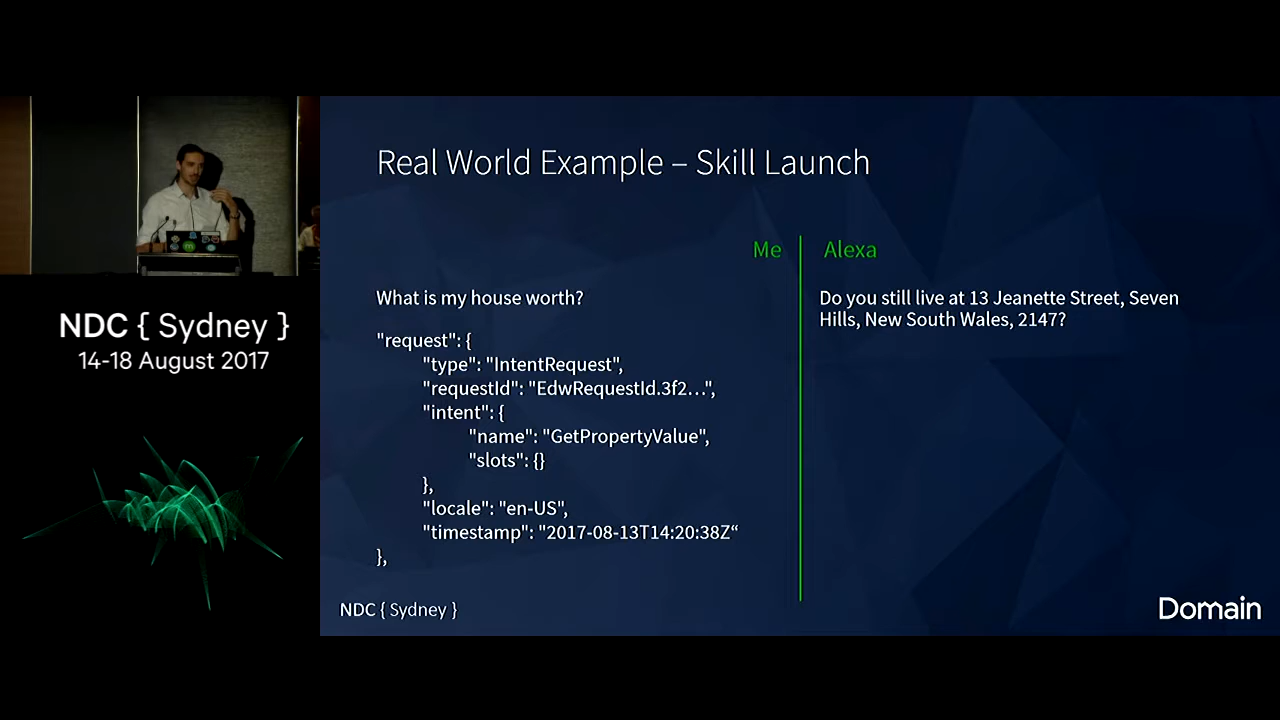 Real World Example – Skill Launch
Me
Alexa
What is my house worth?
"request": {
"type": "IntentRequest",
"requestId": "EdwRequestId.3f2…",
"intent": {
"name": "GetPropertyValue",
"slots": {}
},
"locale": "en-US",
"timestamp": "2017-08-13T14:20:38Z“
},
Do you still live at 13 Jeanette Street, Seven
Hills, New South Wales, 2147?
NDC { Sydney }
14-18 August 2017
NDC { Sydney }
Domain